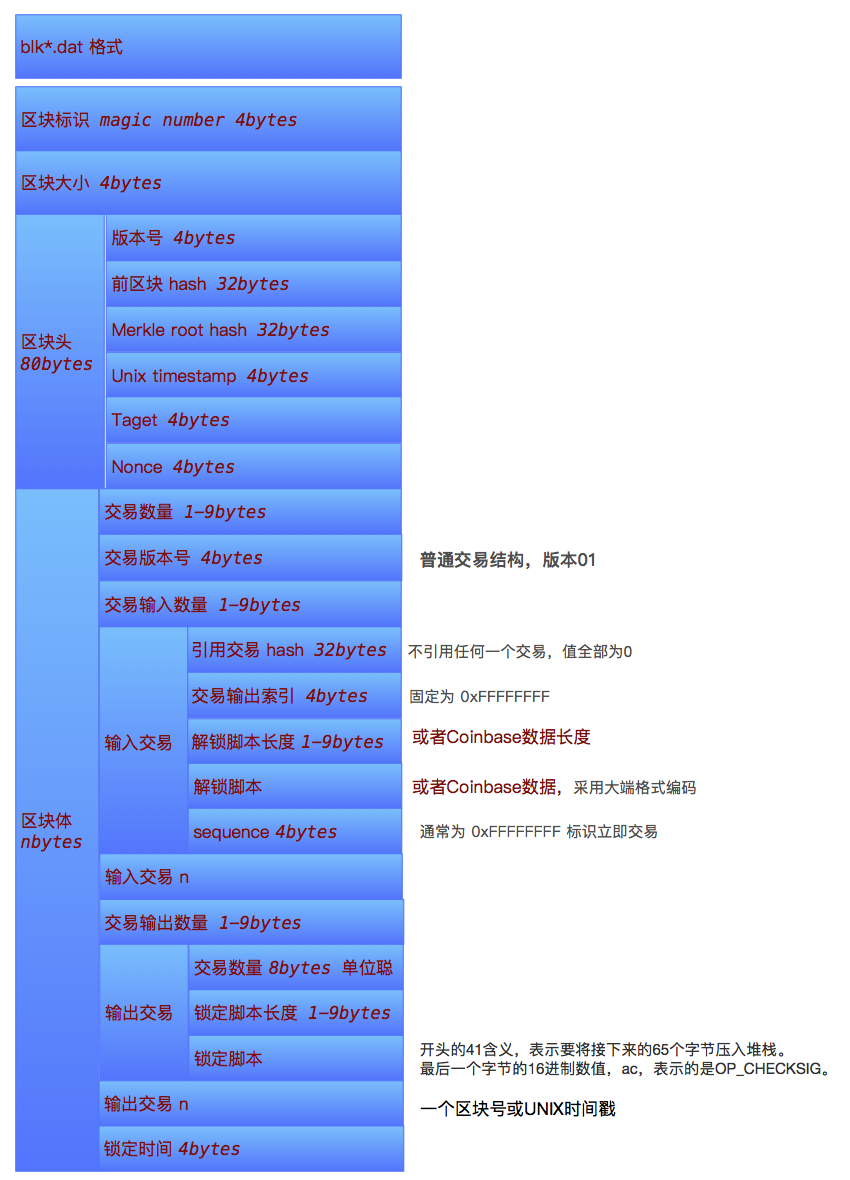 blk*.dat 格式
区块标识 magic number 4bytes
区块大小 4bytes
区块头
80bytes
版本号 4bytes
前区块 hash 32bytes
Merkle root hash 32bytes
Unix timestamp 4bytes
Taget 4bytes
Nonce 4bytes
区块体
nbytes
交易数量 1-9bytes
交易版本号 4bytes
普通交易结构，版本01
交易输入数量 1-9bytes
输入交易
引用交易 hash 32bytes
不引用任何一个交易，值全部为0
交易输出索引 4bytes
固定为 0xFFFFFFFF
解锁脚本长度 1-9bytes
或者Coinbase数据长度
解锁脚本
或者Coinbase数据，采用大端格式编码
sequence 4bytes
通常为 0xFFFFFFFF 标识立即交易
输入交易 n
交易输出数量 1-9bytes
输出交易
交易数量 8bytes 单位聪
锁定脚本长度 1-9bytes
锁定脚本
开头的41含义，表示要将接下来的65个字节压入堆栈。
最后一个字节的16进制数值，ac，表示的是OP_CHECKSIG。
输出交易 n
一个区块号或UNIX时间戳
锁定时间 4bytes